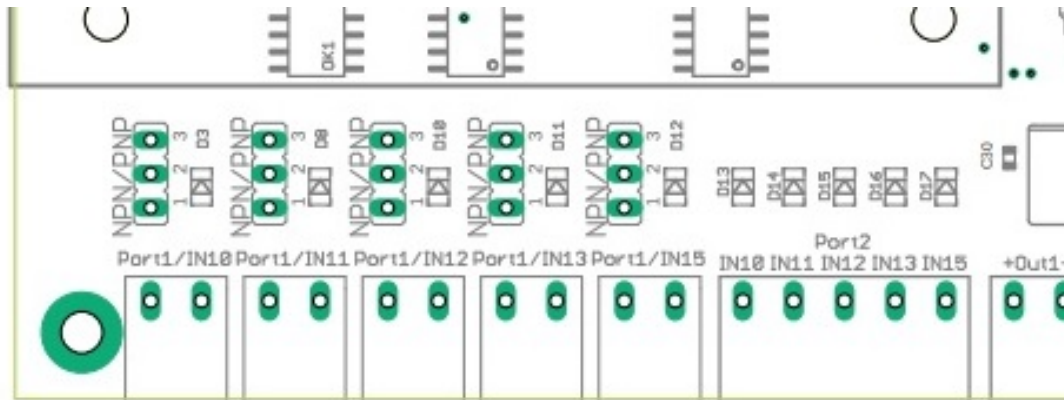 OK1
NPN/PNP 1 2 3 D3
NPN/PNP 1 2 3 D8
NPN/PNP 1 2 3 D10
NPN/PNP 1 2 3 D11
NPN/PNP 1 2 3 D12
D13 D14 D15 D16 D17
C30
Port1/IN10 Port1/IN11 Port1/IN12 Port1/IN13 Port1/IN15
Port2
IN10 IN11 IN12 IN13 IN15
+Out1-